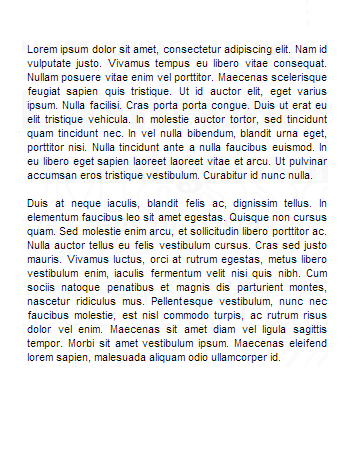 Lorem ipsum dolor sit amet, consectetur adipiscing elit. Nam id
vulputate justo. Vivamus tempus eu libero vitae consequat.
Nullam posuere vitae enim vel porttitor. Maecenas scelerisque
feugiat sapien quis tristique. Ut id auctor elit, eget varius
ipsum. Nulla facilisi. Cras porta porta congue. Duis ut erat eu
elit tristique vehicula. In molestie auctor tortor, sed tincidunt
quam tincidunt nec. In vel nulla bibendum, blandit urna eget,
porttitor nisi. Nulla tincidunt ante a nulla faucibus euismod. In
eu libero eget sapien laoreet laoreet vitae et arcu. Ut pulvinar
accumsan eros tristique vestibulum. Curabitur id nunc nulla.
Duis at neque iaculis, blandit felis ac, dignissim tellus. In
elementum faucibus leo sit amet egestas. Quisque non cursus
quam. Sed molestie enim arcu, et sollicitudin libero porttitor ac.
Nulla auctor tellus eu felis vestibulum cursus. Cras sed justo
mauris. Vivamus luctus, orci at rutrum egestas, metus libero
vestibulum enim, iaculis fermentum velit nisi quis nibh. Cum
sociis natoque penatibus et magnis dis parturient montes,
nascetur ridiculus mus. Pellentesque vestibulum, nunc nec
faucibus molestie, est nisl commodo turpis, ac rutrum risus
dolor vel enim. Maecenas sit amet diam vel ligula sagittis
tempor. Morbi sit amet vestibulum ipsum. Maecenas eleifend
lorem sapien, malesuada aliquam odio ullamcorper id.